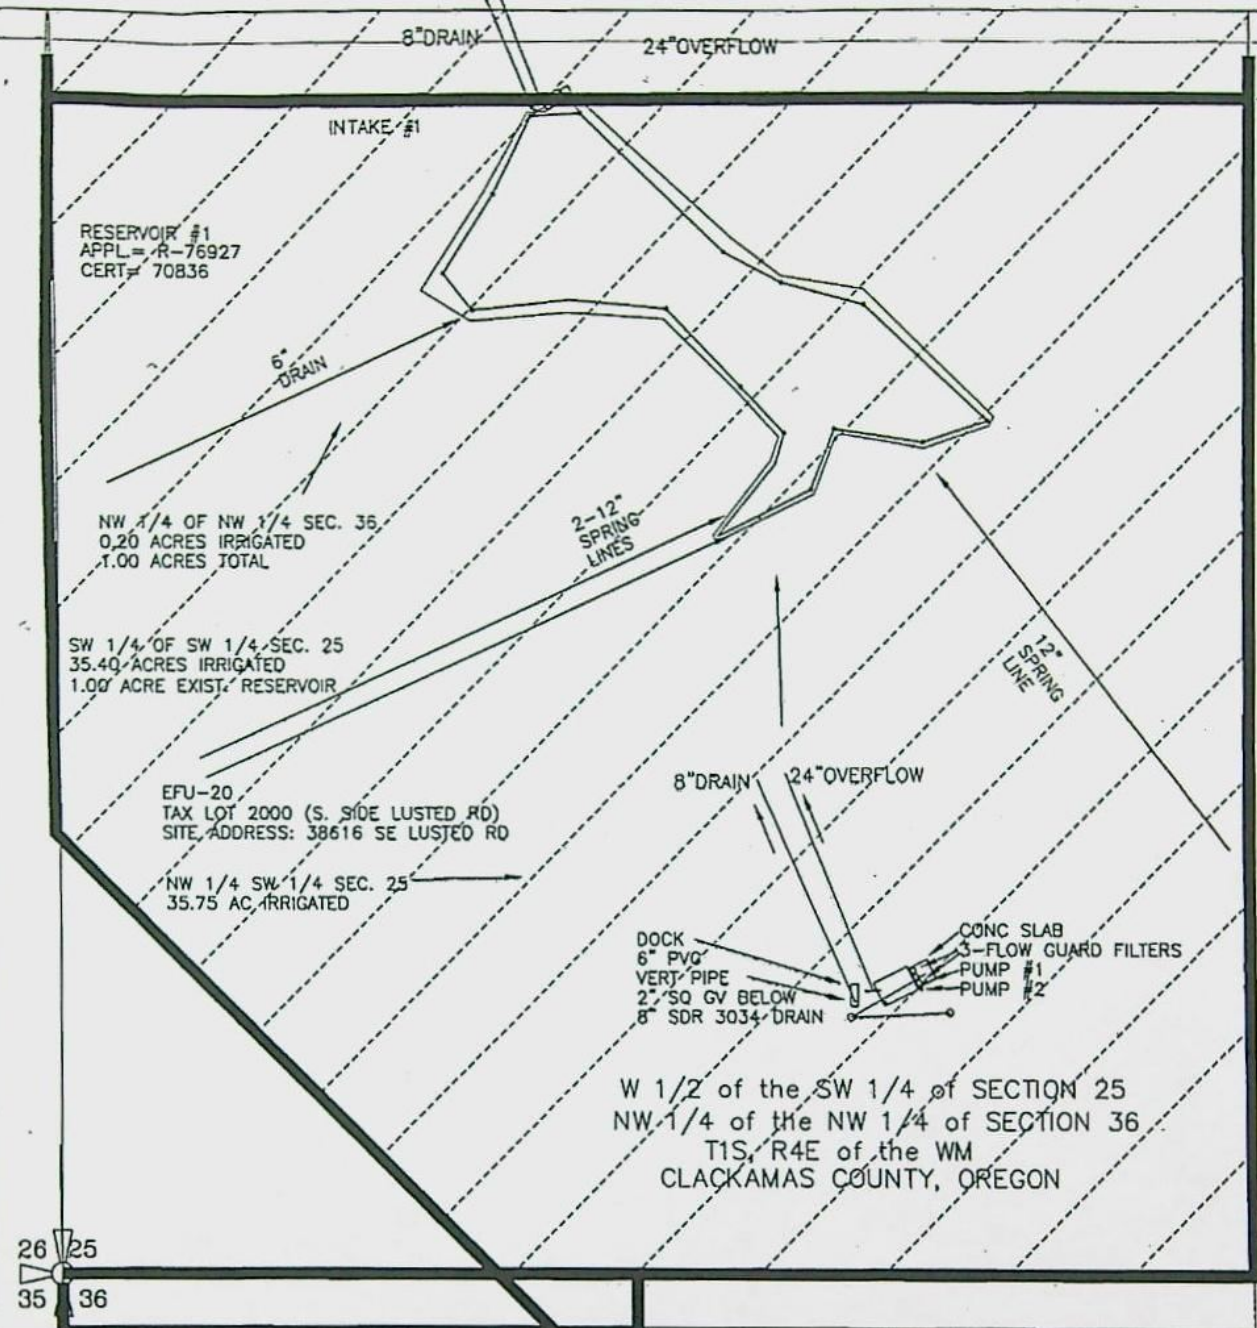 8"DRAIN
24"OVERFLOW
INTAKE #1
RESERVOIR #1
APPL= R-76927
CERT= 70836
6"
DRAIN
NW 1/4 OF NW 1/4 SEC. 36
0.20 ACRES IRRIGATED
1.00 ACRES TOTAL
2-12"
SPRING
LINES
SW 1/4 OF SW 1/4 SEC. 25
35.40 ACRES IRRIGATED
1.00 ACRE EXIST. RESERVOIR
12"
SPRING
LINE
EFU-20
TAX LOT 2000 (S. SIDE LUSTED RD)
SITE ADDRESS: 38616 SE LUSTED RD
8"DRAIN
24"OVERFLOW
NW 1/4 SW 1/4 SEC. 25
35.75 AC IRRIGATED
DOCK
6" PVC
VERT PIPE
2" SQ GV BELOW
8" SDR 3034 DRAIN
CONC SLAB
3-FLOW GUARD FILTERS
PUMP #1
PUMP #2
W 1/2 of the SW 1/4 of SECTION 25
NW 1/4 of the NW 1/4 of SECTION 36
T1S, R4E of the WM
CLACKAMAS COUNTY, OREGON
26 25
35 36